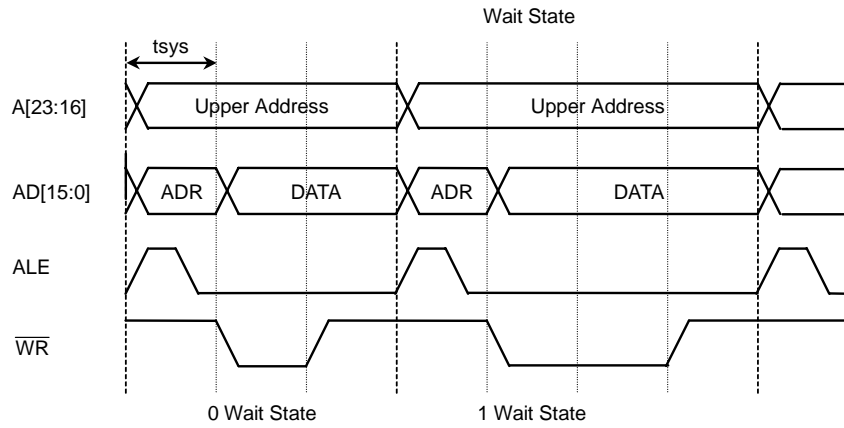 Wait State
tsys
A[23:16] Upper Address Upper Address
AD[15:0] ADR DATA ADR DATA
ALE
WR
0 Wait State 1 Wait State